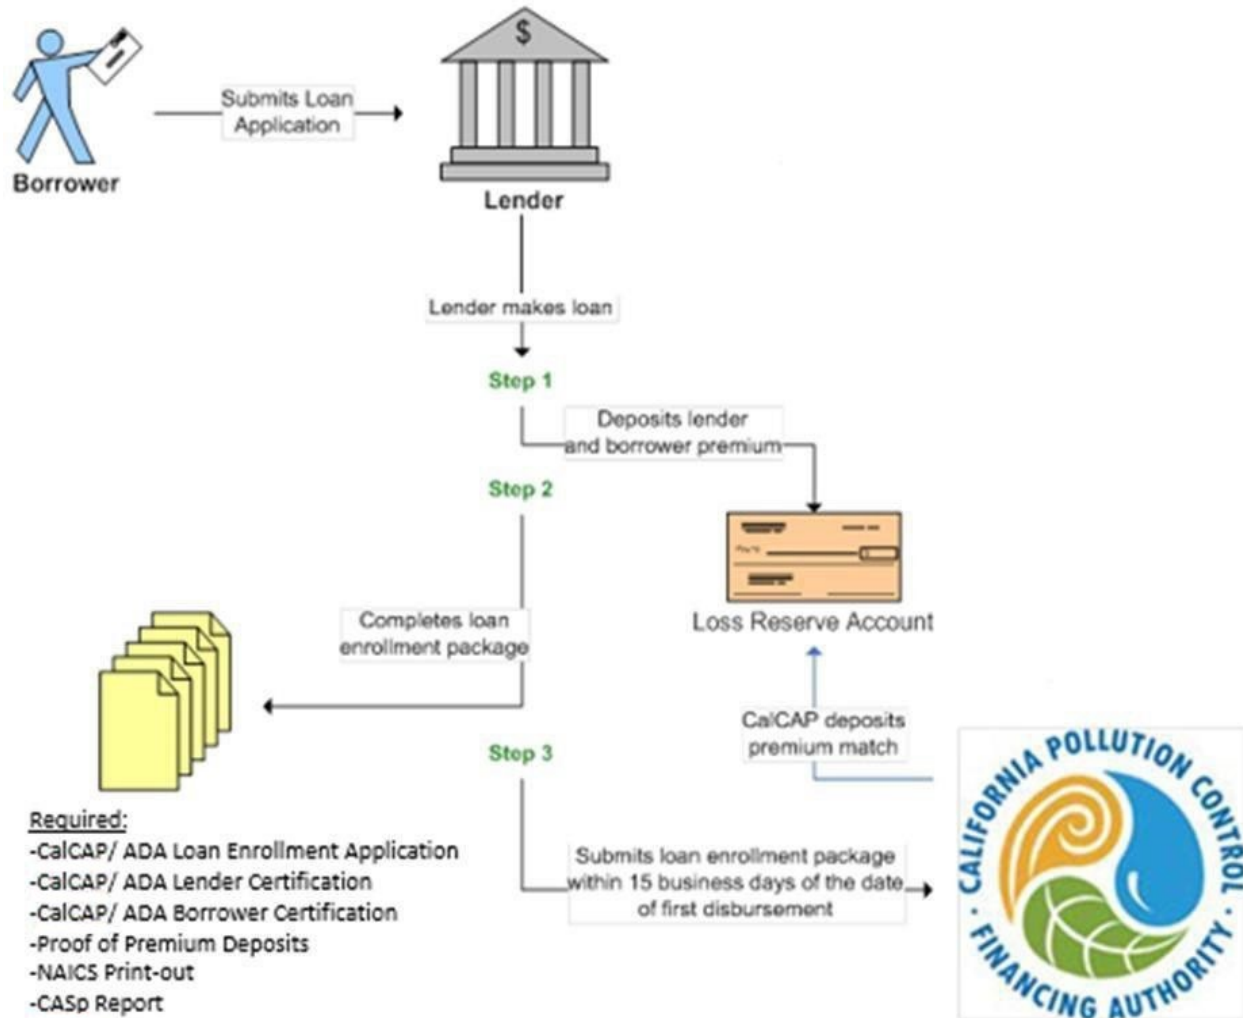 $
Submits Loan
Application
Borrower
Lender
Lender makes loan
Step 1
Deposits lender
and borrower premium
Step 2
Loss Reserve Account
Completes loan
enrollment package
CalCAP deposits
premium match
Step 3
Required:
-CalCAP/ ADA Loan Enrollment Application
-CalCAP/ ADA Lender Certification
-CalCAP/ ADA Borrower Certification
-Proof of Premium Deposits
-NAICS Print-out
-CASp Report
Submits loan enrollment package
within 15 business days of the date
of first disbursement
CALIFORNIA POLLUTION CONTROL
· FINANCING AUTHORITY ·